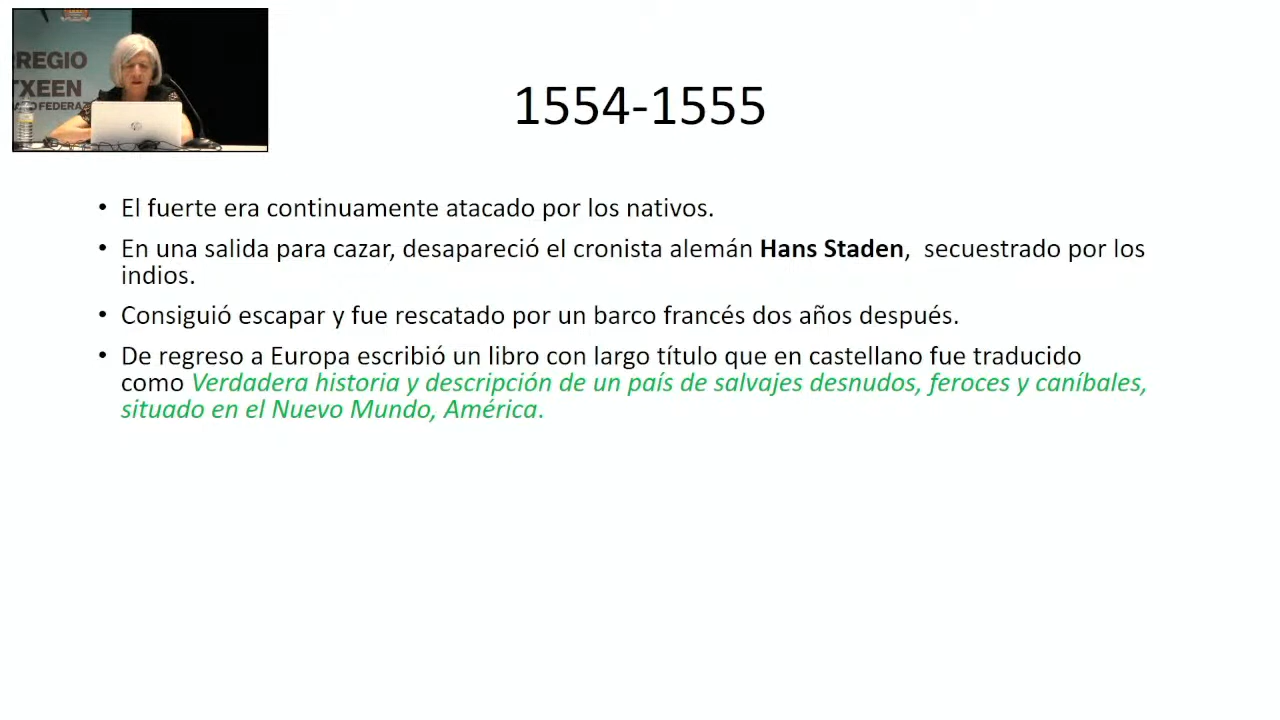 REGIO
TXEEN
FEDERAZ
1554-1555
• El fuerte era continuamente atacado por los nativos.
• En una salida para cazar, desapareció el cronista alemán Hans Staden, secuestrado por los
indios.
• Consiguió escapar y fue rescatado por un barco francés dos años después.
• De regreso a Europa escribió un libro con largo título que en castellano fue traducido
como Verdadera historia y descripción de un país de salvajes desnudos, feroces y caníbales,
situado en el Nuevo Mundo, América.